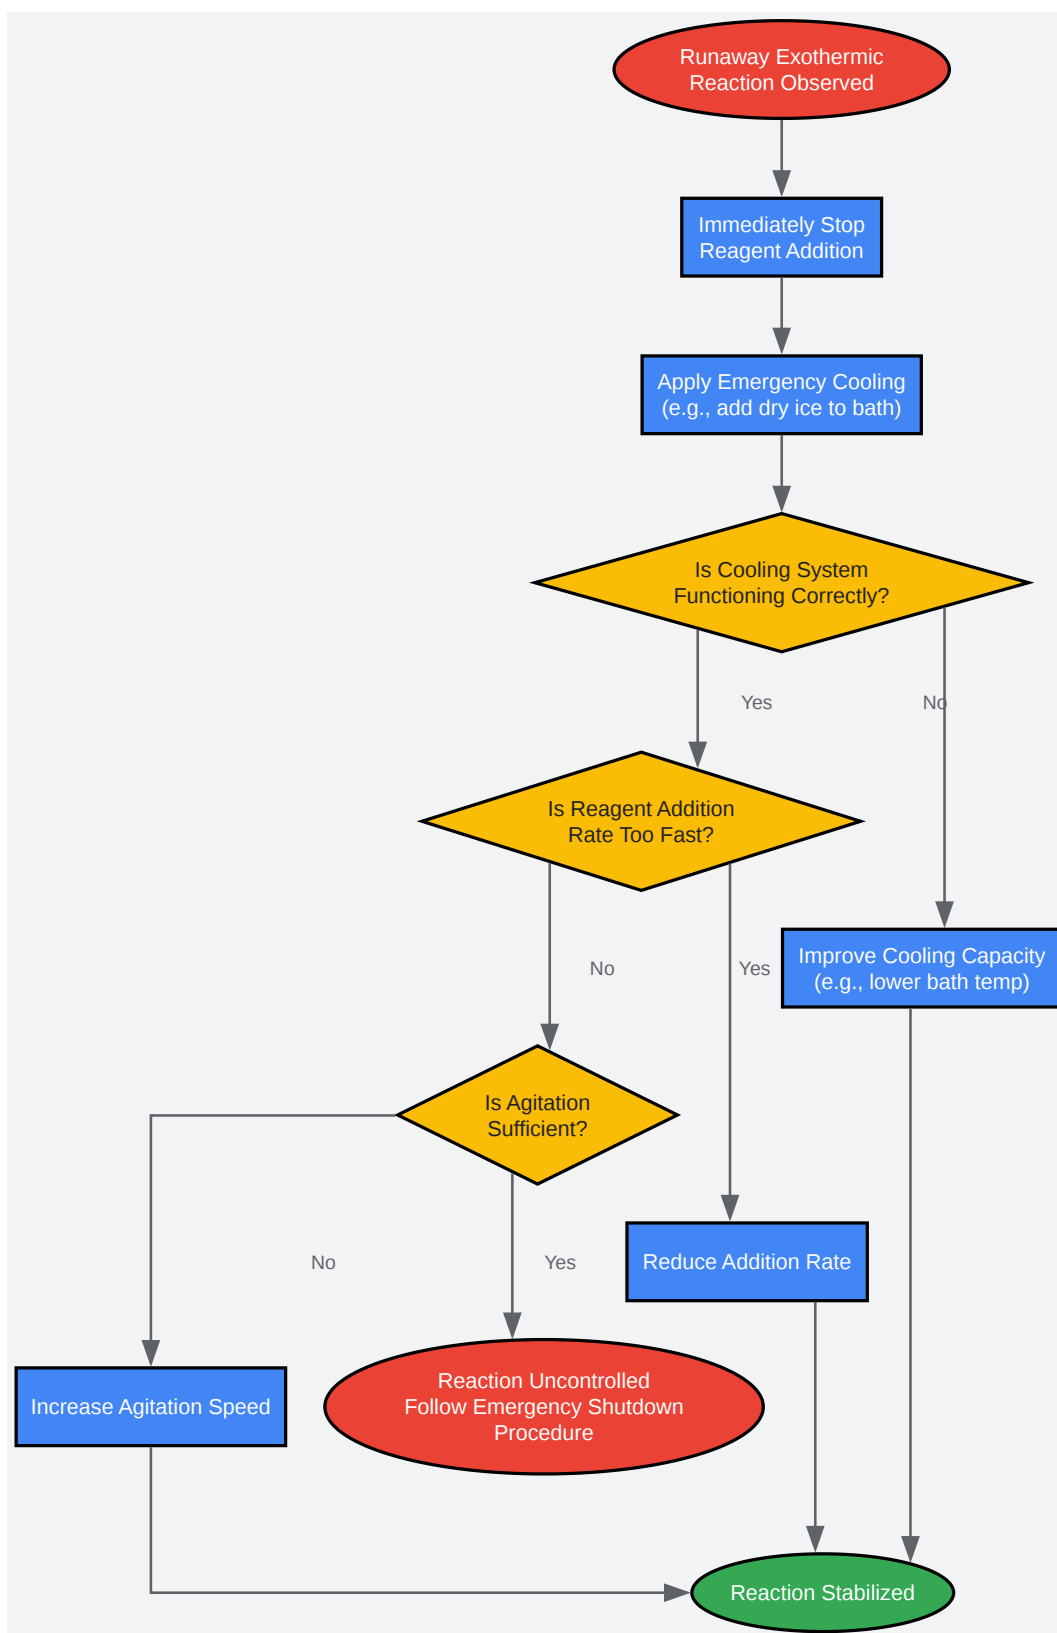 Runaway Exothermic
Reaction Observed
Immediately Stop
Reagent Addition
Apply Emergency Cooling
(e.g., add dry ice to bath)
Is Cooling System
Functioning Correctly?
Yes
No
Is Reagent Addition
Rate Too Fast?
Improve Cooling Capacity
(e.g., lower bath temp)
No
Yes
Is Agitation
Sufficient?
Reduce Addition Rate
No
Yes
Increase Agitation Speed
Reaction Uncontrolled
Follow Emergency Shutdown
Procedure
Reaction Stabilized